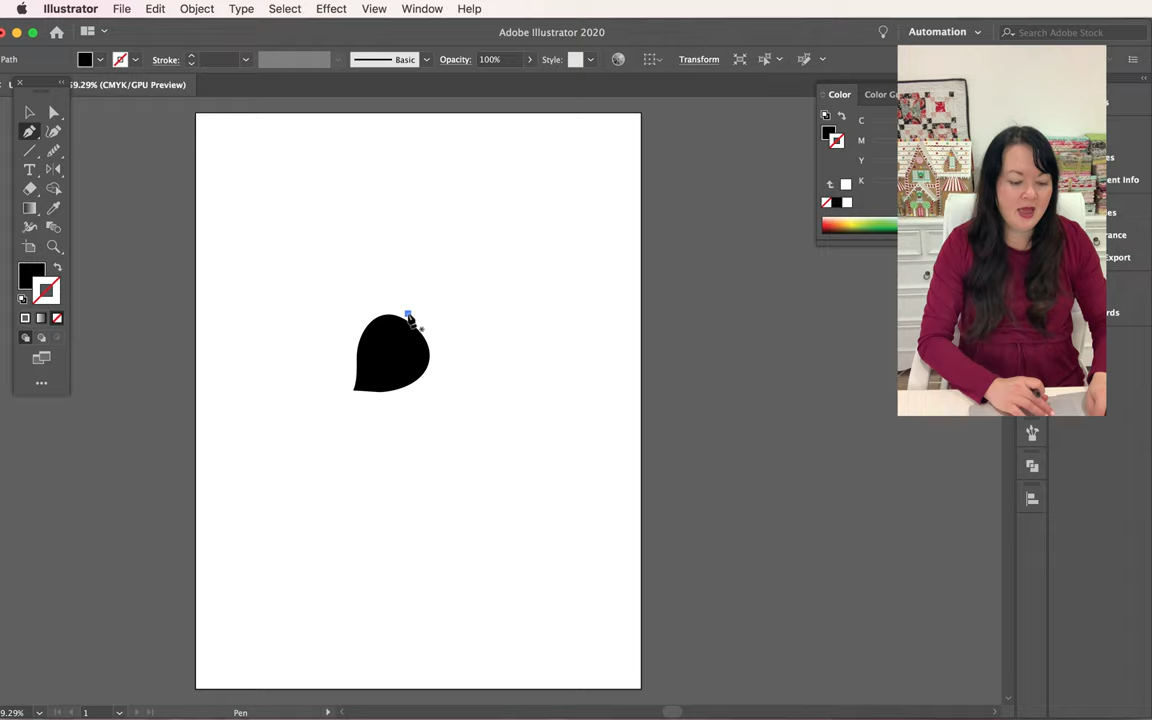 Illustrator File Edit Object Type Select Effect View Window Help
Adobe Illustrator 2020
Automation
Search Adobe Stock
Path
Stroke:
Basic
Opacity: 100%
Style:
Transform
59.29% (CMYK/GPU Preview)
Color
C
M
Y
K
ent Info
Export
1
Pen